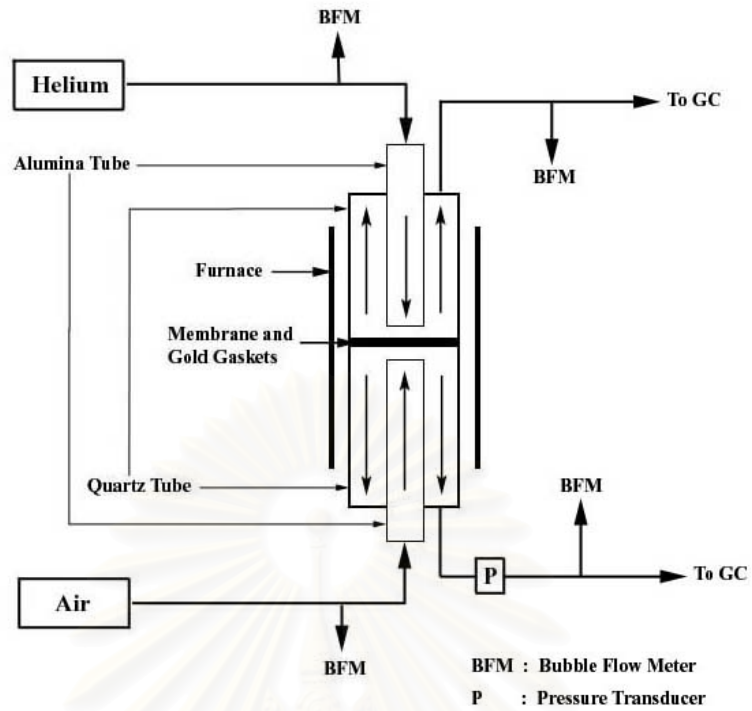 BFM
Helium
To GC
BFM
Alumina Tube
Furnace
Membrane and
Gold Gaskets
Quartz Tube
BFM
P
To GC
Air
BFM
BFM : Bubble Flow Meter
P : Pressure Transducer